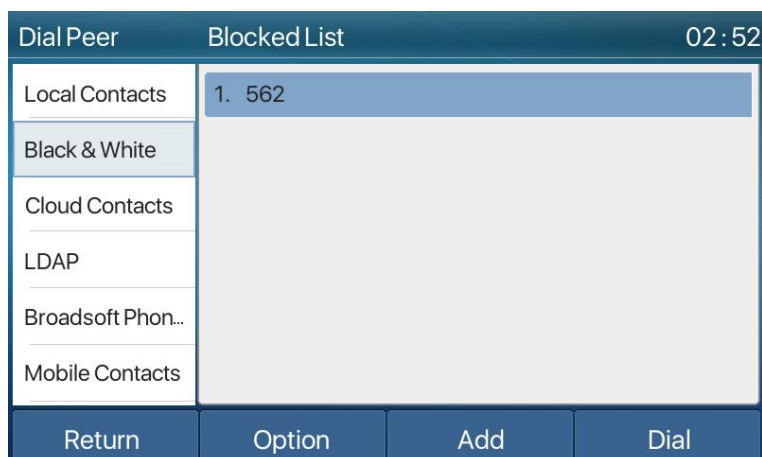 Dial Peer Blocked List 02:52
Local Contacts
Black & White
Cloud Contacts
LDAP
Broadsoft Phon...
Mobile Contacts
1. 562
Return Option Add Dial